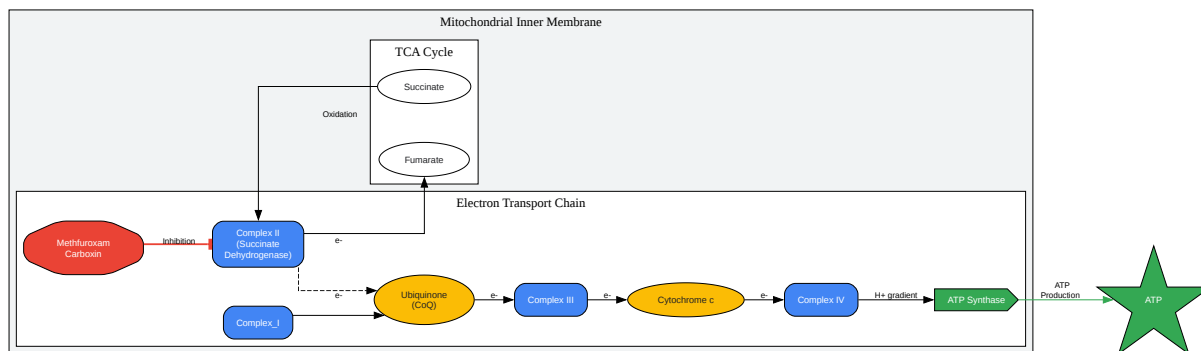 Mitochondrial Inner Membrane
TCA Cycle
Succinate
Oxidation
Fumarate
Electron Transport Chain
Methfuroxam
Carboxin
Inhibition
Complex II
(Succinate
Dehydrogenase)
e-
e-
Complex_I
Ubiquinone
(CoQ)
e-
Complex III
e-
Cytochrome c
e-
Complex IV
H+ gradient
ATP Synthase
ATP
Production
ATP